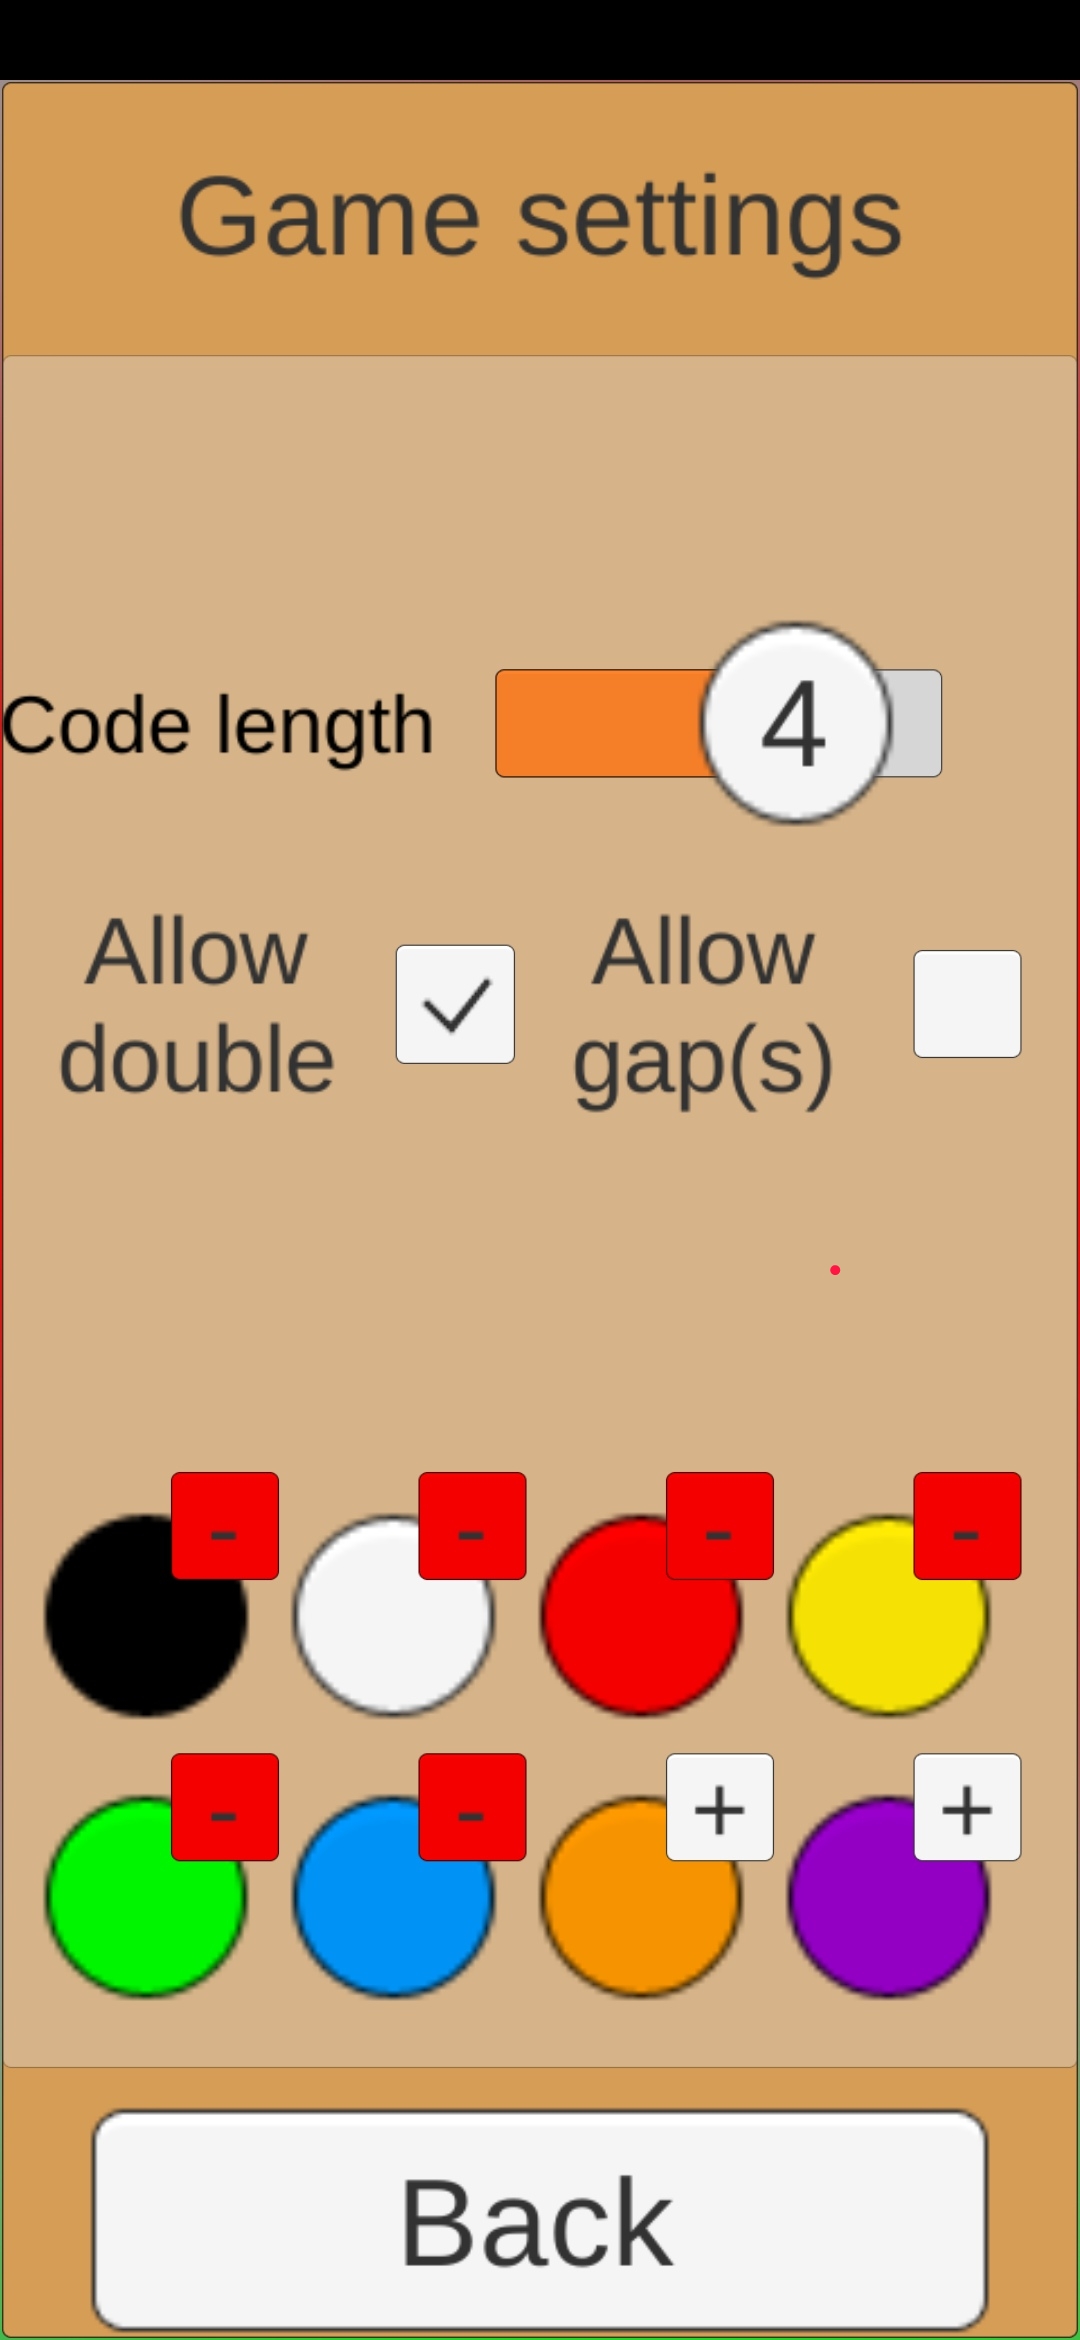 Game settings
Code length
4
Allow double
Allow gap(s)
- - - -
- - + +
Back